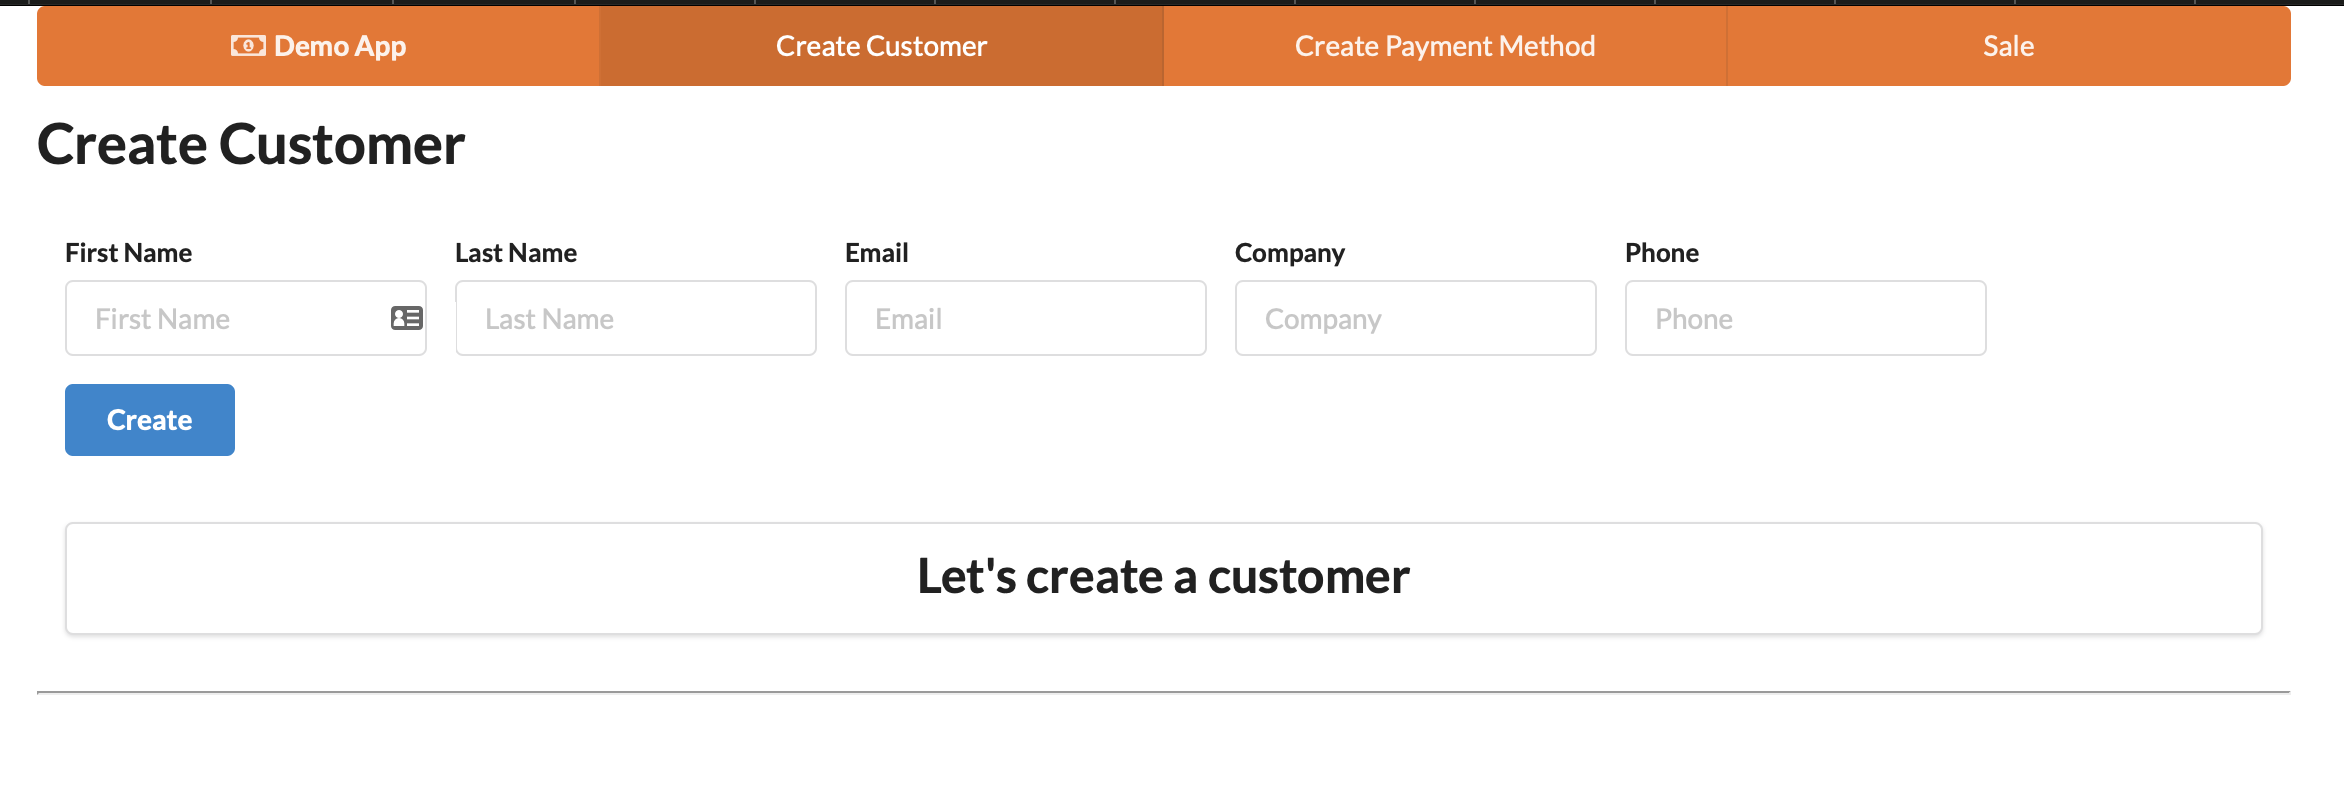 Demo App Create Customer Create Payment Method Sale
Create Customer
First Name Last Name Email Company Phone
First Name Last Name Email Company Phone
Create
Let's create a customer